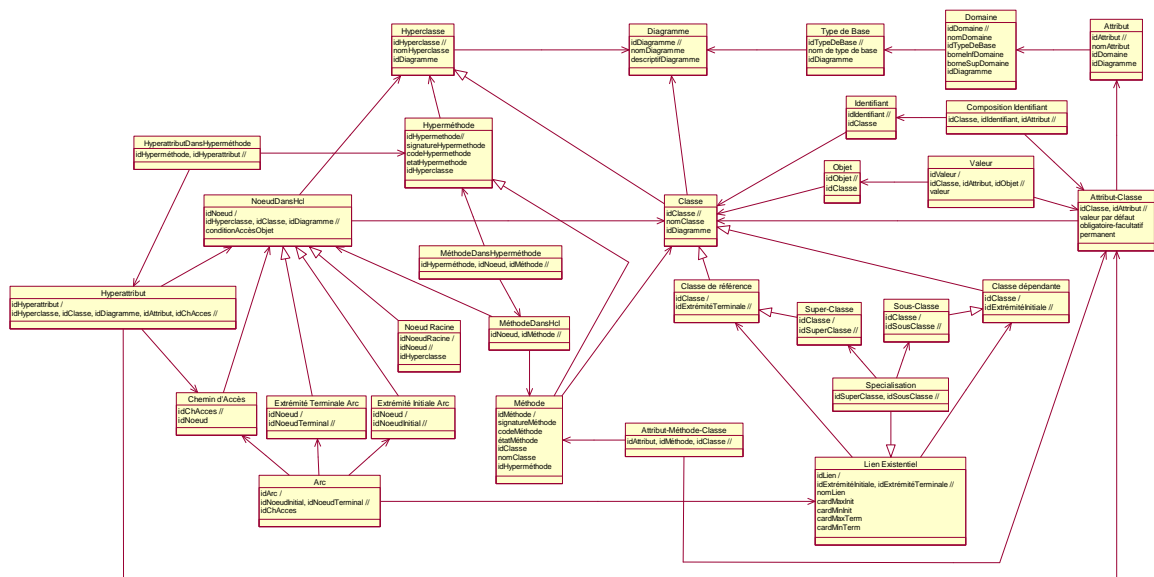 Hyperclasse
idHyperclasse //
nomHyperclasse
idDiagramme
Diagramme
idDiagramme //
nomDiagramme
descriptifDiagramme
Type de Base
idTypeDeBase //
nom de type de base
idDiagramme
Domaine
idDomaine //
nomDomaine
idTypeDeBase
borneInfDomaine
borneSupDomaine
idDiagramme
Attribut
idAttribut //
nomAttribut
idDomaine
idDiagramme
Identifiant
idIdentifiant //
idClasse
Composition Identifiant
idClasse, idIdentifiant, idAttribut //
HyperattributDansHyperméthode
idHyperméthode, idHyperattribut //
Hyperméthode
idHypermethode//
signatureHypermethode
codeHypermethode
etatHypermethode
idHyperclasse
Objet
idObjet //
idClasse
Valeur
idValeur /
idClasse, idAttribut, idObjet //
valeur
NoeudDansHcl
idNoeud /
idHyperclasse, idClasse, idDiagramme //
conditionAccèsObjet
Classe
idClasse //
nomClasse
idDiagramme
Attribut-Classe
idClasse, idAttribut //
valeur par défaut
obligatoire-facultatif
permanent
MéthodeDansHyperméthode
idHyperméthode, idNoeud, idMéthode //
Hyperattribut
idHyperattribut /
idHyperclasse, idClasse, idDiagramme, idAttribut, idChAcces //
Classe de référence
idClasse /
idExtrémitéTerminale //
Classe dépendante
idClasse /
idExtrémitéInitiale //
Super-Classe
idClasse /
idSuperClasse //
Sous-Classe
idClasse /
idSousClasse //
Noeud Racine
idNoeudRacine /
idNoeud //
idHyperclasse
MéthodeDansHcl
idNoeud, idMéthode //
Specialisation
idSuperClasse, idSousClasse //
Chemin d'Accès
idChAcces //
idNoeud
Extrémité Terminale Arc
idNoeud /
idNoeudTerminal //
Extrémité Initiale Arc
idNoeud /
idNoeudInitial //
Méthode
idMéthode /
signatureMéthode
codeMéthode
étatMéthode
idClasse
nomClasse
idHyperméthode
Attribut-Méthode-Classe
idAttribut, idMéthode, idClasse //
Arc
idArc /
idNoeudInitial, idNoeudTerminal //
idChAcces
Lien Existentiel
idLien /
idExtrémitéInitiale, idExtrémitéTerminale //
nomLien
cardMaxInit
cardMinInit
cardMaxTerm
cardMinTerm